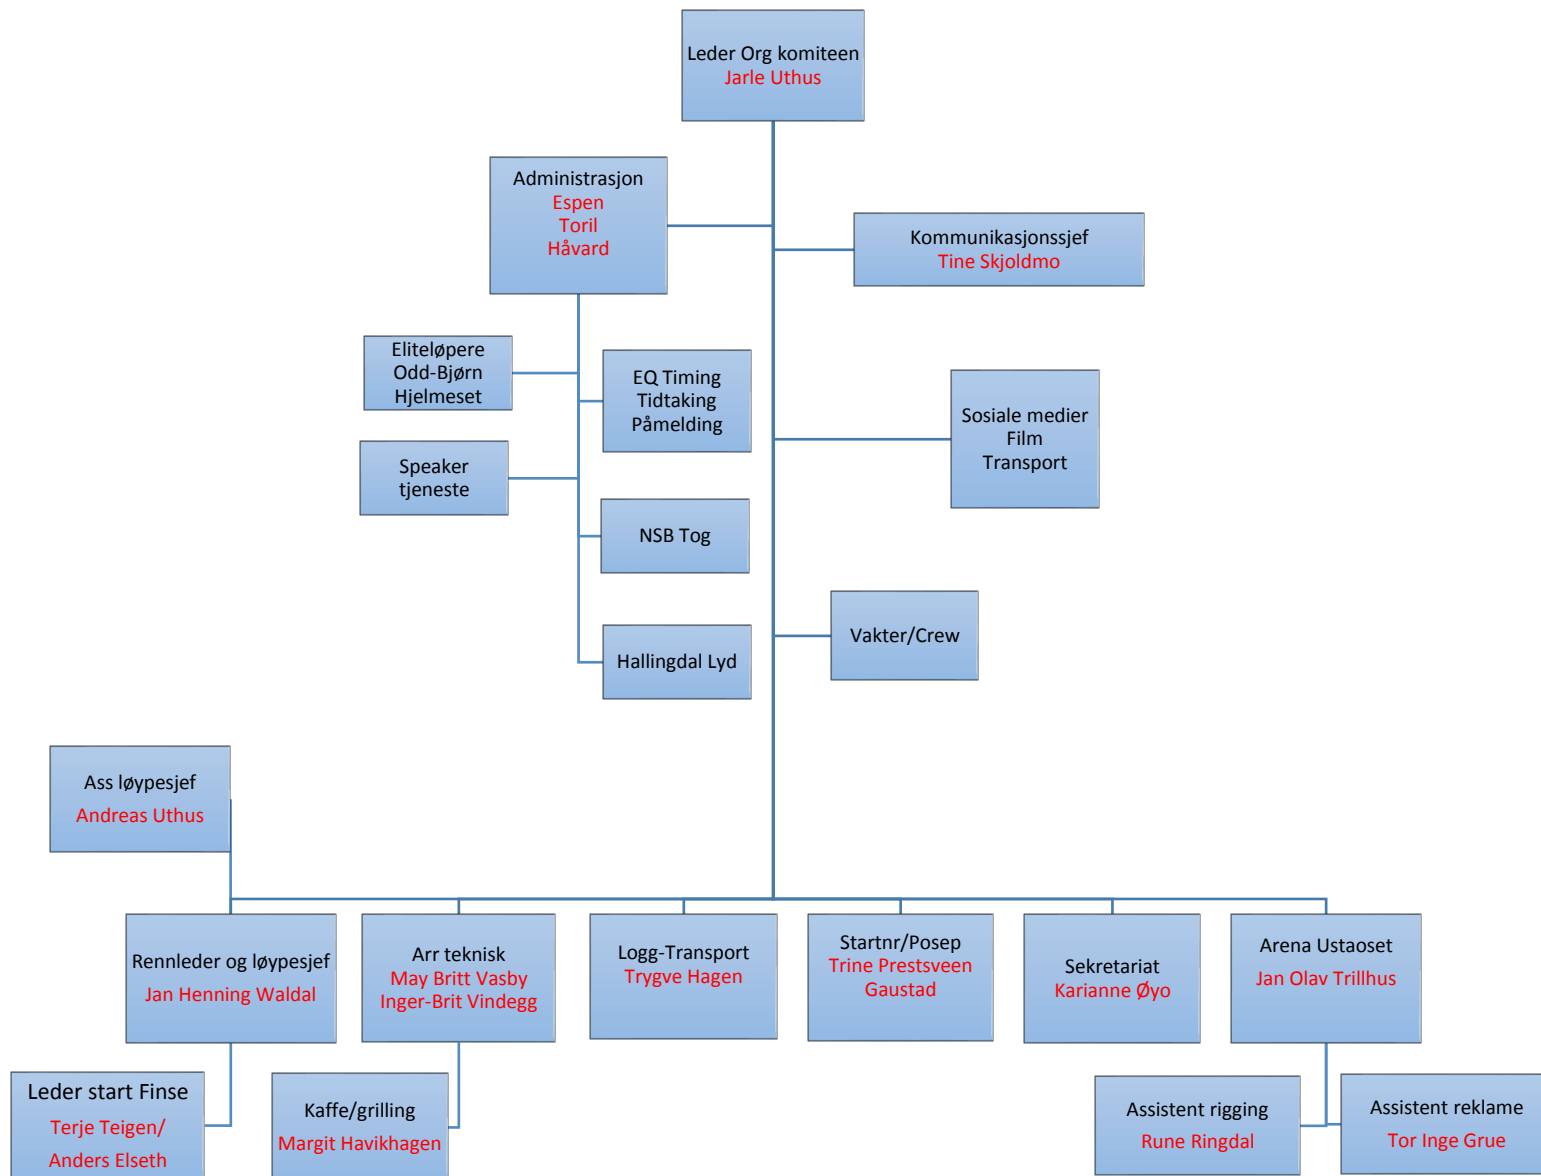 Leder Org komiteen
Jarle Uthus
Administrasjon
Espen
Toril
Håvard
Kommunikasjonssjef
Tine Skjoldmo
Eliteløpere
Odd-Bjørn
Hjelmeset
EQ Timing
Tidtaking
Påmelding
Sosiale medier
Film
Transport
Speaker
tjeneste
NSB Tog
Vakter/Crew
Hallingdal Lyd
Ass løypesjef
Andreas Uthus
Rennleder og løypesjef
Jan Henning Waldal
Arr teknisk
May Britt Vasby
Inger-Brit Vindegg
Logg-Transport
Trygve Hagen
Startnr/Posep
Trine Prestsveen
Gaustad
Sekretariat
Karianne Øyo
Arena Ustaoset
Jan Olav Trillhus
Leder start Finse
Terje Teigen/
Anders Elseth
Kaffe/grilling
Margit Havikhagen
Assistent rigging
Rune Ringdal
Assistent reklame
Tor Inge Grue